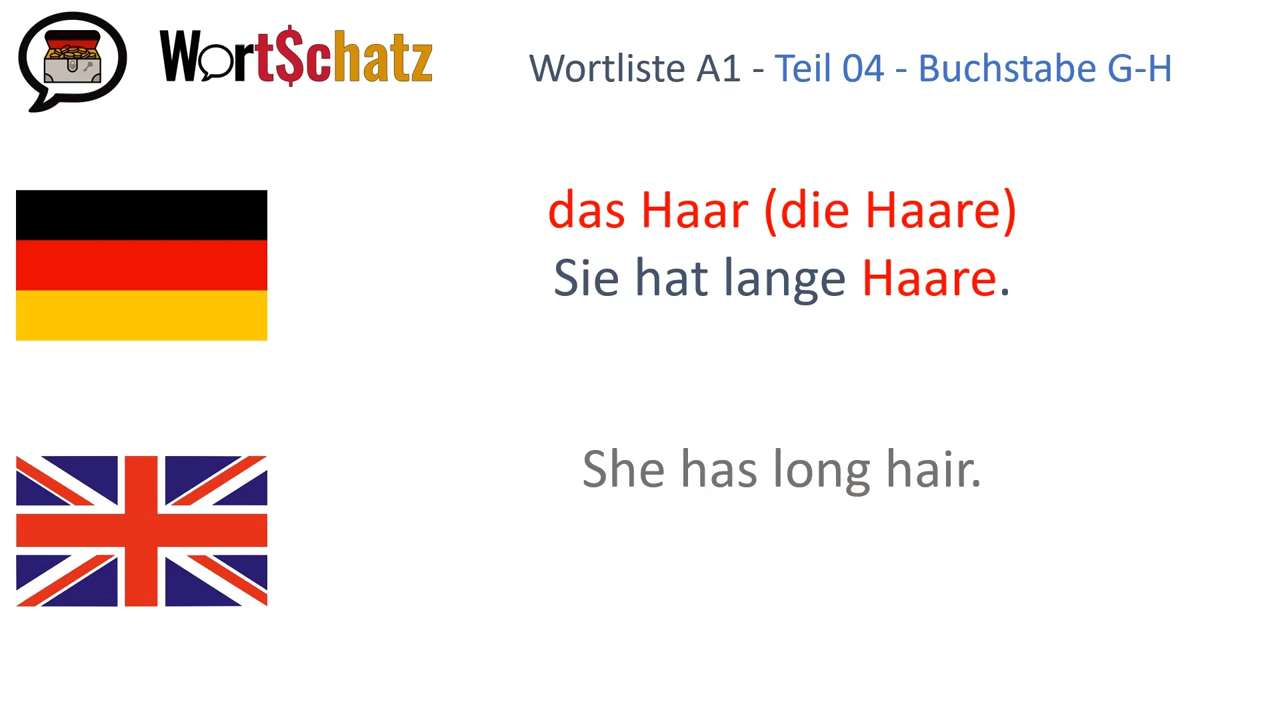 Wort$chatz
Wortliste A1 - Teil 04 - Buchstabe G-H
das Haar (die Haare)
Sie hat lange Haare.
She has long hair.